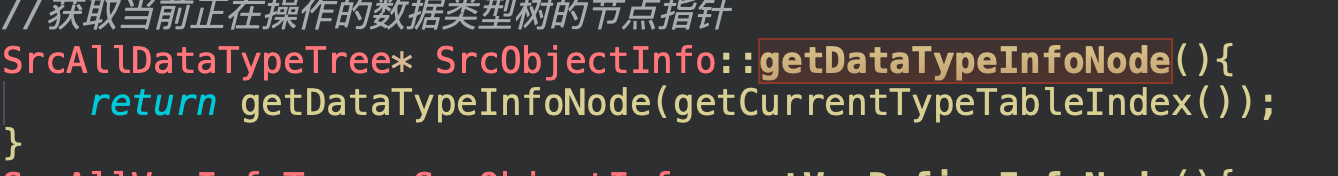 //获取当前正在操作的数据类型树的节点指针
SrcAllDataTypeTree* SrcObjectInfo::getDataTypeInfoNode(){
return getDataTypeInfoNode(getCurrentTypeTableIndex());
}